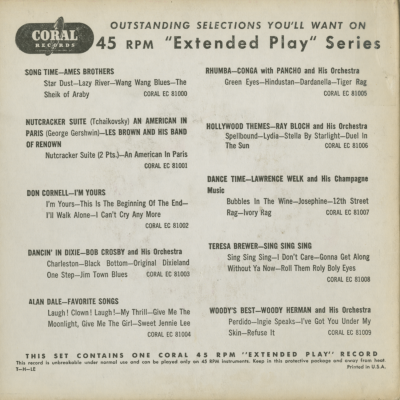 CORAL
RECORDS
OUTSTANDING SELECTIONS YOU'LL WANT ON
45 RPM "Extended Play" Series
SONG TIME—AMES BROTHERS
Star Dust—Lazy River—Wang Wang Blues—The
Sheik of Araby CORAL EC 81000
NUTCRACKER SUITE (Tchaikovsky) AN AMERICAN IN
PARIS (George Gershwin)—LES BROWN AND HIS BAND
OF RENOWN
Nutcracker Suite (2 Pts.)—An American In Paris
CORAL EC 81001
DON CORNELL—I'M YOURS
I'm Yours—This Is The Beginning Of The End—
I'll Walk Alone—I Can't Cry Any More
CORAL EC 81002
DANCIN' IN DIXIE—BOB CROSBY and His Orchestra
Charleston—Black Bottom—Original Dixieland
One Step—Jim Town Blues CORAL EC 81003
ALAN DALE—FAVORITE SONGS
Laugh! Clown! Laugh!—My Thrill—Give Me The
Moonlight, Give Me The Girl—Sweet Jennie Lee
CORAL EC 81004
RHUMBA—CONGA with PANCHO and His Orchestra
Green Eyes—Hindustan—Dardanella—Tiger Rag
CORAL EC 81005
HOLLYWOOD THEMES—RAY BLOCH and His Orchestra
Spellbound—Lydia—Stella By Starlight—Duel In
The Sun CORAL EC 81006
DANCE TIME—LAWRENCE WELK and His Champagne
Music
Bubbles In The Wine—Josephine—12th Street
Rag—Ivory Rag CORAL EC 81007
TERESA BREWER—SING SING SING
Sing Sing Sing—I Don't Care—Gonna Get Along
Without Ya Now—Roll Them Roly Boly Eyes
CORAL EC 81008
WOODY'S BEST—WOODY HERMAN and His Orchestra
Perdido—Ingie Speaks—I've Got You Under My
Skin—Refuse It CORAL EC 81009
THIS SET CONTAINS ONE CORAL 45 RPM "EXTENDED PLAY" RECORD
This record is unbreakable under normal use and can be played only on 45 RPM instruments. Keep in this protective package and away from heat.
5-H-LE Printed in U.S.A.